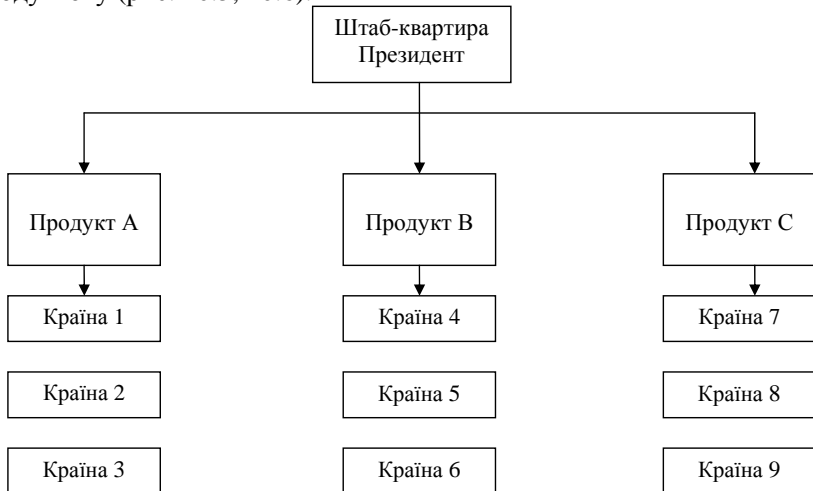 Штаб-квартира
Президент
Продукт А
Продукт В
Продукт С
Країна 1
Країна 4
Країна 7
Країна 2
Країна 5
Країна 8
Країна 3
Країна 6
Країна 9